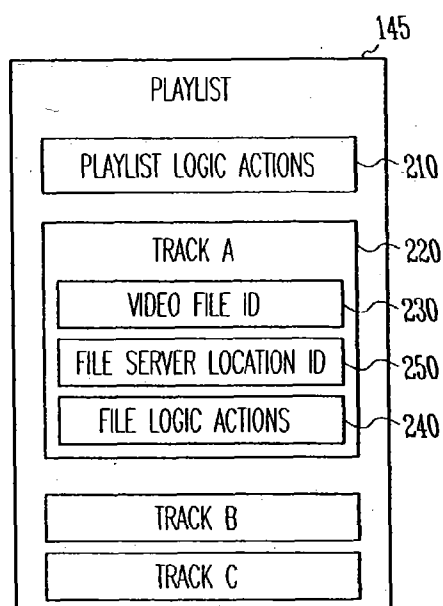 145
PLAYLIST
PLAYLIST LOGIC ACTIONS 210
TRACK A 220
VIDEO FILE ID 230
FILE SERVER LOCATION ID 250
FILE LOGIC ACTIONS 240
TRACK B
TRACK C